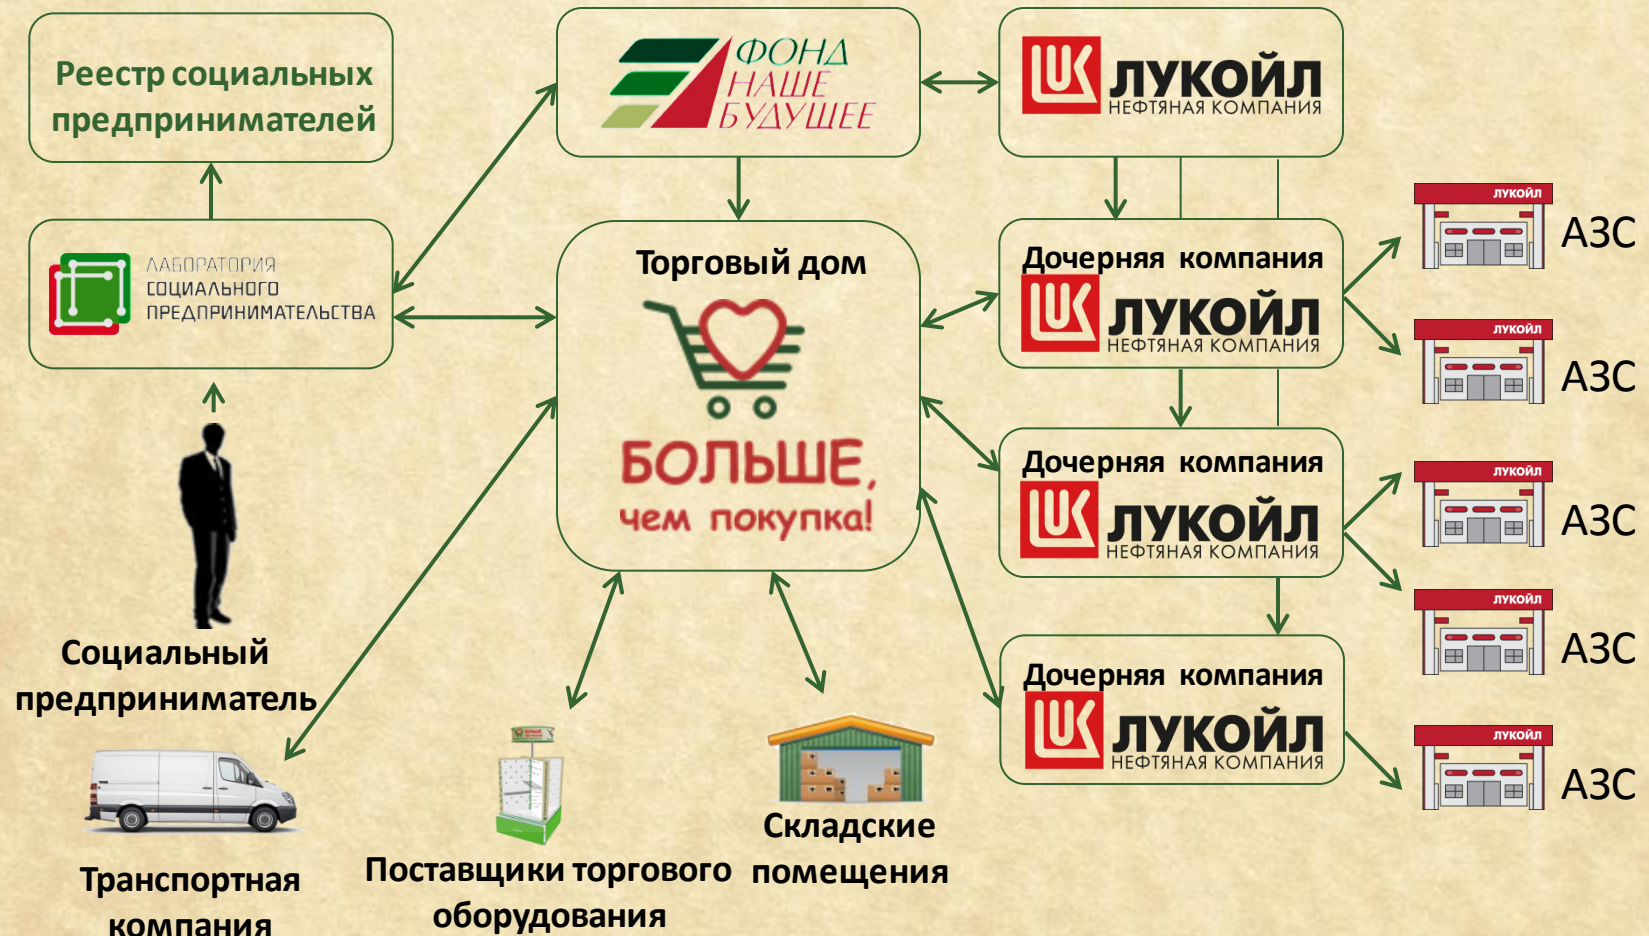 Реестр социальных
предпринимателей
ФОНД
НАШЕ
БУДУЩЕЕ
ЛУКОЙЛ
НЕФТЯНАЯ КОМПАНИЯ
ЛАБОРАТОРИЯ
СОЦИАЛЬНОГО
ПРЕДПРИНИМАТЕЛЬСТВА
Торговый дом
БОЛЬШЕ,
чем покупка!
Дочерняя компания
ЛУКОЙЛ
НЕФТЯНАЯ КОМПАНИЯ
Дочерняя компания
ЛУКОЙЛ
НЕФТЯНАЯ КОМПАНИЯ
Дочерняя компания
ЛУКОЙЛ
НЕФТЯНАЯ КОМПАНИЯ
ЛУКОЙЛ
АЗС
ЛУКОЙЛ
АЗС
ЛУКОЙЛ
АЗС
ЛУКОЙЛ
АЗС
ЛУКОЙЛ
АЗС
Социальный
предприниматель
Транспортная
компания
Поставщики торгового
оборудования
Складские
помещения